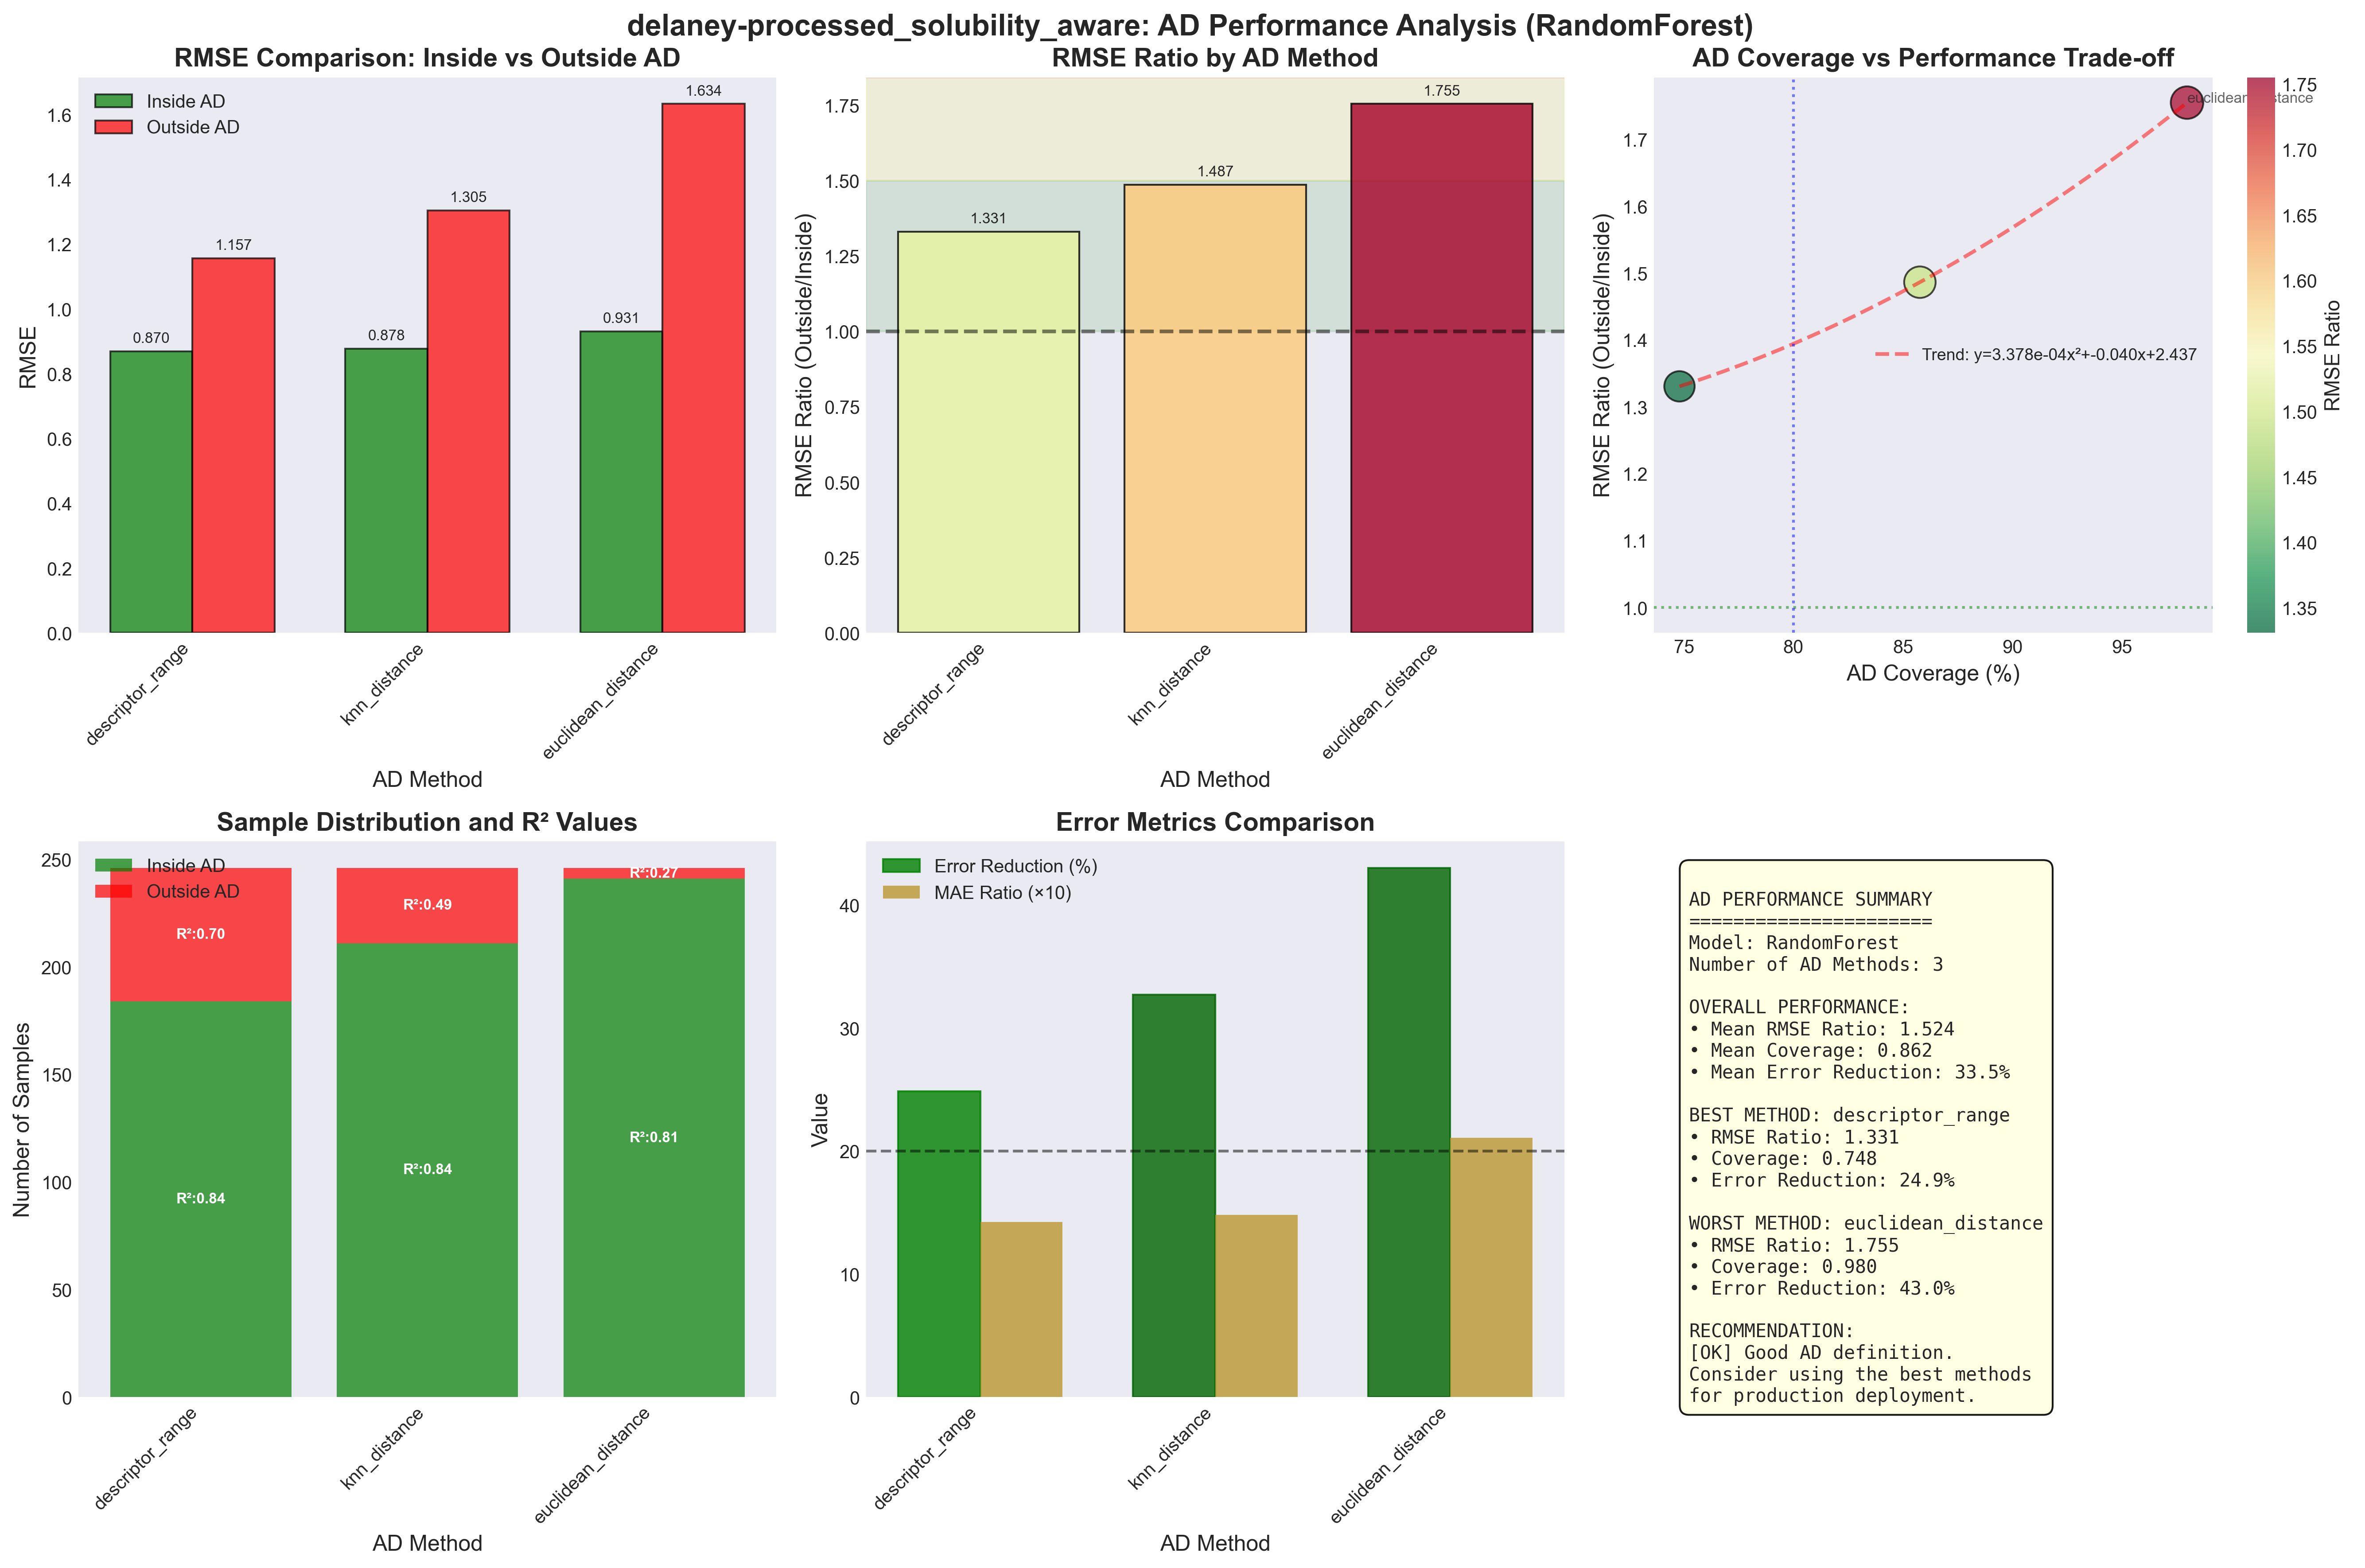 delaney-processed_solubility_aware: AD Performance Analysis (RandomForest)
RMSE Comparison: Inside vs Outside AD
Inside AD
Outside AD
RMSE
1.6
1.4
1.2
1.0
0.8
0.6
0.4
0.2
0.0
0.870
1.157
0.878
1.305
0.931
1.634
descriptor_range
knn_distance
euclidean_distance
AD Method
RMSE Ratio by AD Method
RMSE Ratio (Outside/Inside)
1.75
1.50
1.25
1.00
0.75
0.50
0.25
0.00
1.331
1.487
1.755
descriptor_range
knn_distance
euclidean_distance
AD Method
AD Coverage vs Performance Trade-off
RMSE Ratio (Outside/Inside)
1.7
1.6
1.5
1.4
1.3
1.2
1.1
1.0
euclidean_distance
Trend: y=3.378e-04x²+-0.040x+2.437
75
80
85
90
95
AD Coverage (%)
1.75
1.70
1.65
1.60
1.55
1.50
1.45
1.40
1.35
RMSE Ratio
Sample Distribution and R² Values
Inside AD
Outside AD
Number of Samples
250
200
150
100
50
0
R²:0.70
R²:0.84
R²:0.49
R²:0.84
R²:0.27
R²:0.81
descriptor_range
knn_distance
euclidean_distance
AD Method
Error Metrics Comparison
Error Reduction (%)
MAE Ratio (×10)
Value
40
30
20
10
0
descriptor_range
knn_distance
euclidean_distance
AD Method
AD PERFORMANCE SUMMARY
======================
Model: RandomForest
Number of AD Methods: 3
OVERALL PERFORMANCE:
• Mean RMSE Ratio: 1.524
• Mean Coverage: 0.862
• Mean Error Reduction: 33.5%
BEST METHOD: descriptor_range
• RMSE Ratio: 1.331
• Coverage: 0.748
• Error Reduction: 24.9%
WORST METHOD: euclidean_distance
• RMSE Ratio: 1.755
• Coverage: 0.980
• Error Reduction: 43.0%
RECOMMENDATION:
[OK] Good AD definition.
Consider using the best methods
for production deployment.